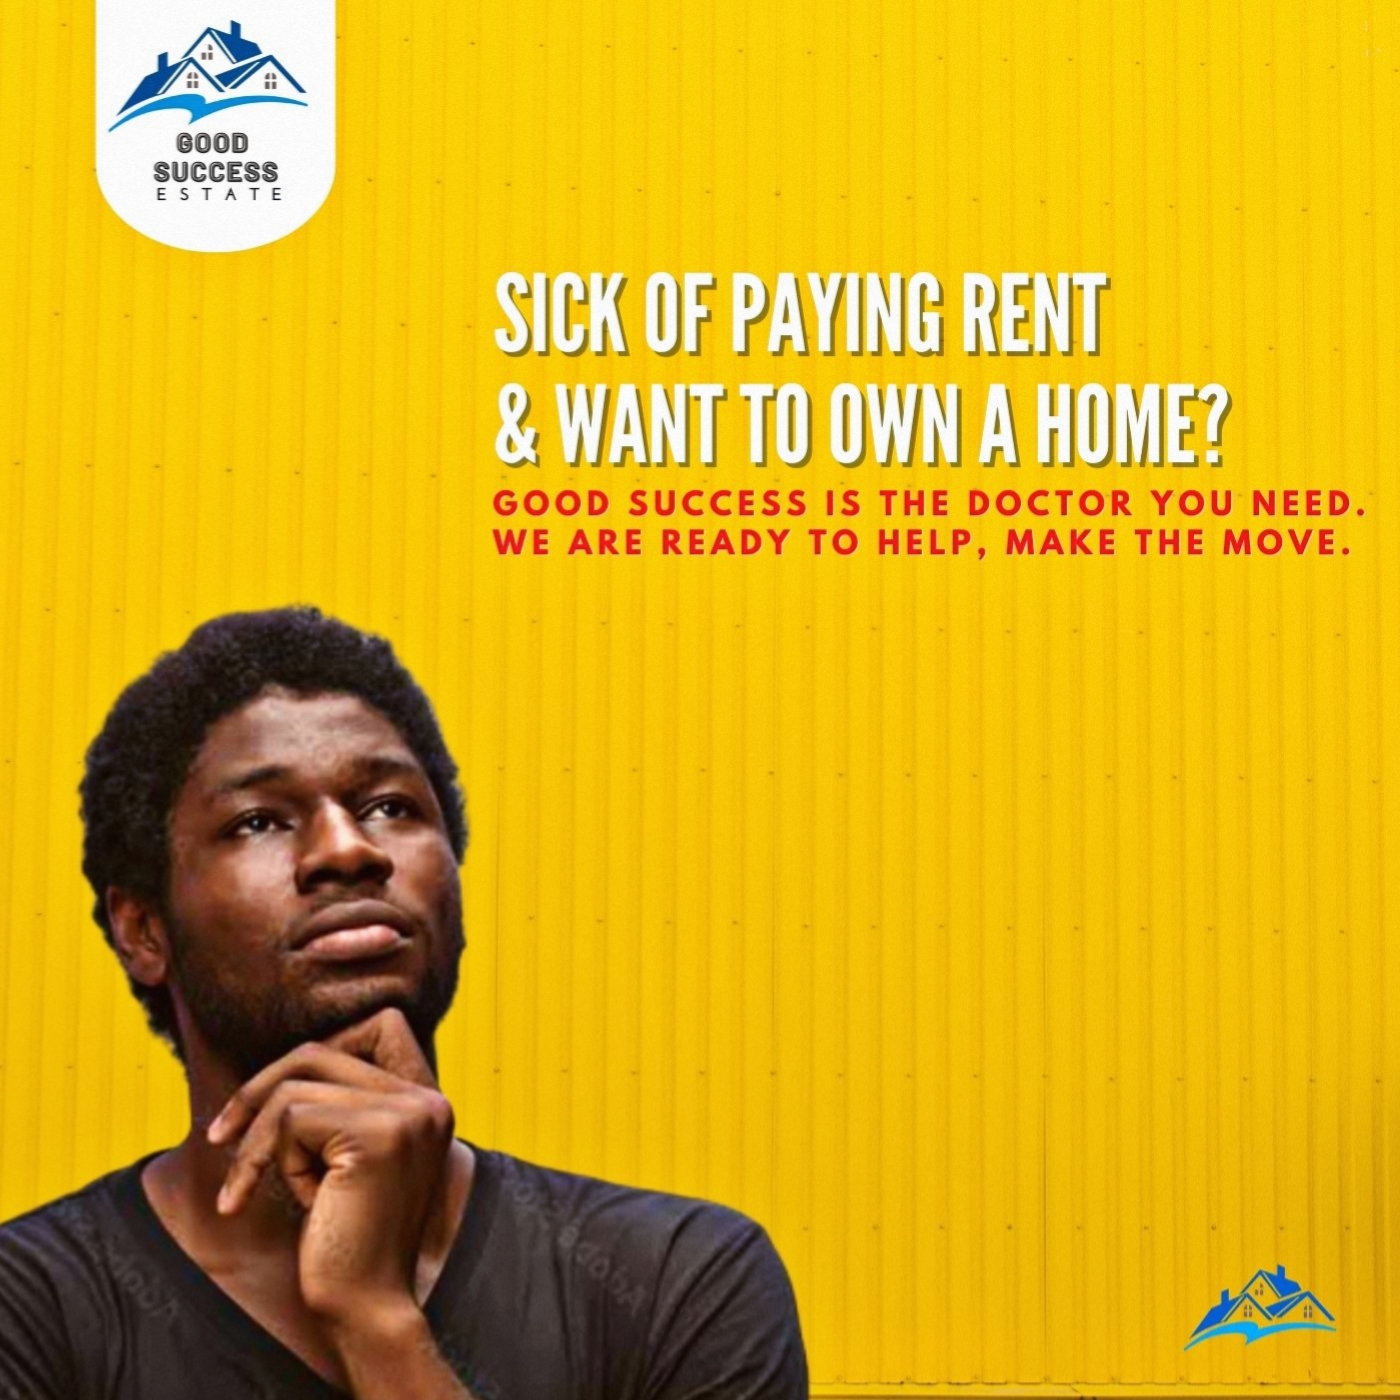 GOOD
SUCCESS
ESTATE
SICK OF PAYING RENT
& WANT TO OWN A HOME?
GOOD SUCCESS IS THE DOCTOR YOU NEED.
WE ARE READY TO HELP, MAKE THE MOVE.